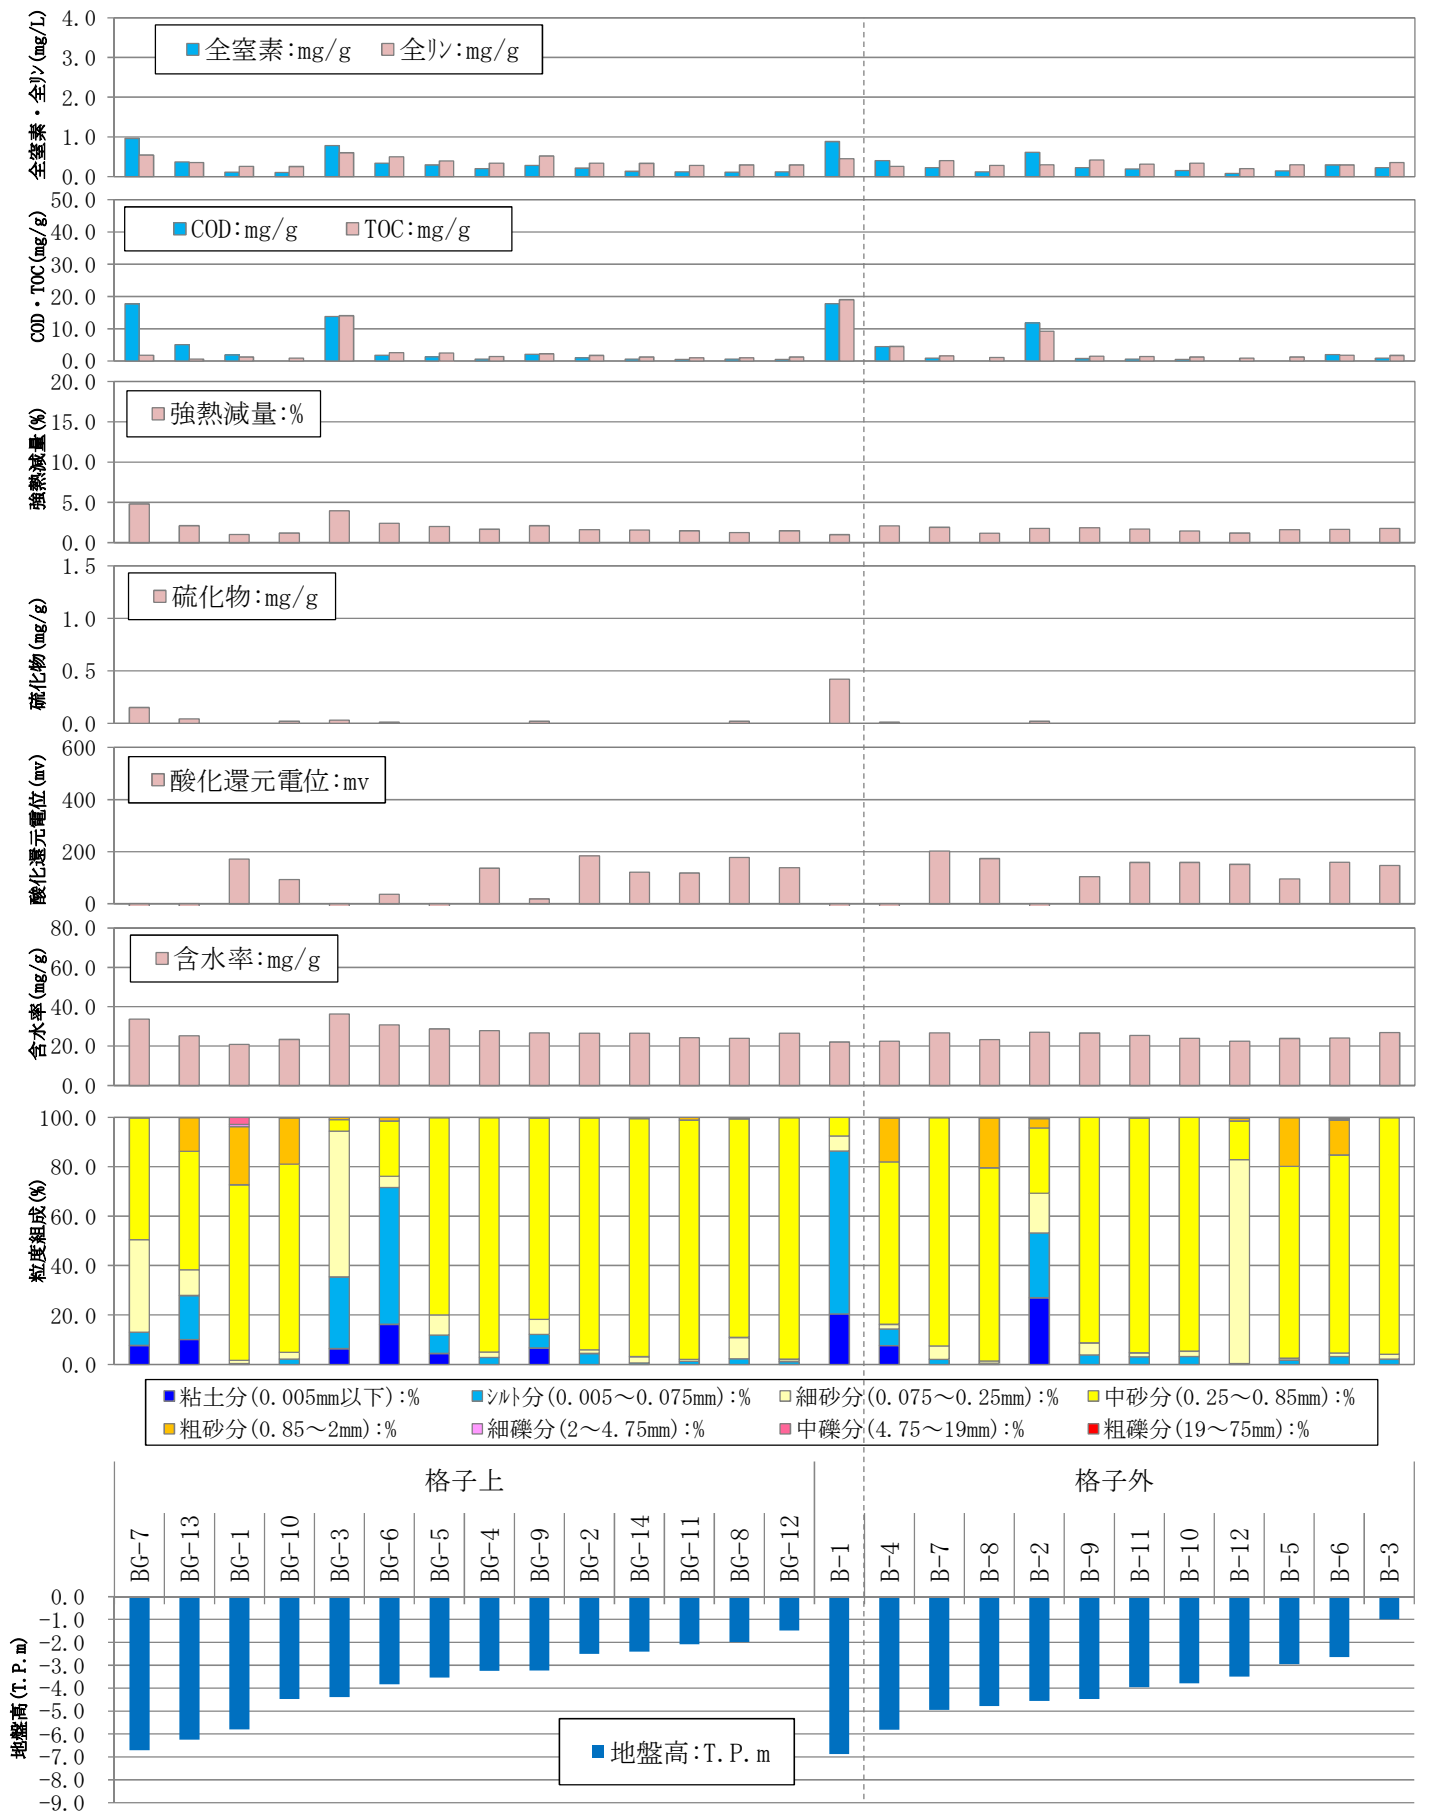 全窒素・全ﾘﾝ(mg/L)
4.0
3.0
2.0
1.0
0.0
全窒素:mg/g 全ﾘﾝ:mg/g
COD・TOC(mg/g)
50.0
40.0
30.0
20.0
10.0
0.0
COD:mg/g TOC:mg/g
強熱減量(%)
20.0
15.0
10.0
5.0
0.0
強熱減量:%
硫化物(mg/g)
1.5
1.0
0.5
0.0
硫化物:mg/g
酸化還元電位(mv)
600
400
200
0
酸化還元電位:mv
含水率(mg/g)
80.0
60.0
40.0
20.0
0.0
含水率:mg/g
粒度組成(%)
100.0
80.0
60.0
40.0
20.0
0.0
粘土分(0.005mm以下):% ｼﾙﾄ分(0.005～0.075mm):% 細砂分(0.075～0.25mm):% 中砂分(0.25～0.85mm):%
粗砂分(0.85～2mm):% 細礫分(2～4.75mm):% 中礫分(4.75～19mm):% 粗礫分(19～75mm):%
格子上 格子外
BG-7 BG-13 BG-1 BG-10 BG-3 BG-6 BG-5 BG-4 BG-9 BG-2 BG-14 BG-11 BG-8 BG-12 B-1 B-4 B-7 B-8 B-2 B-9 B-11 B-10 B-12 B-5 B-6 B-3
地盤高(T.P.m)
0.0
-1.0
-2.0
-3.0
-4.0
-5.0
-6.0
-7.0
-8.0
-9.0
地盤高:T.P.m